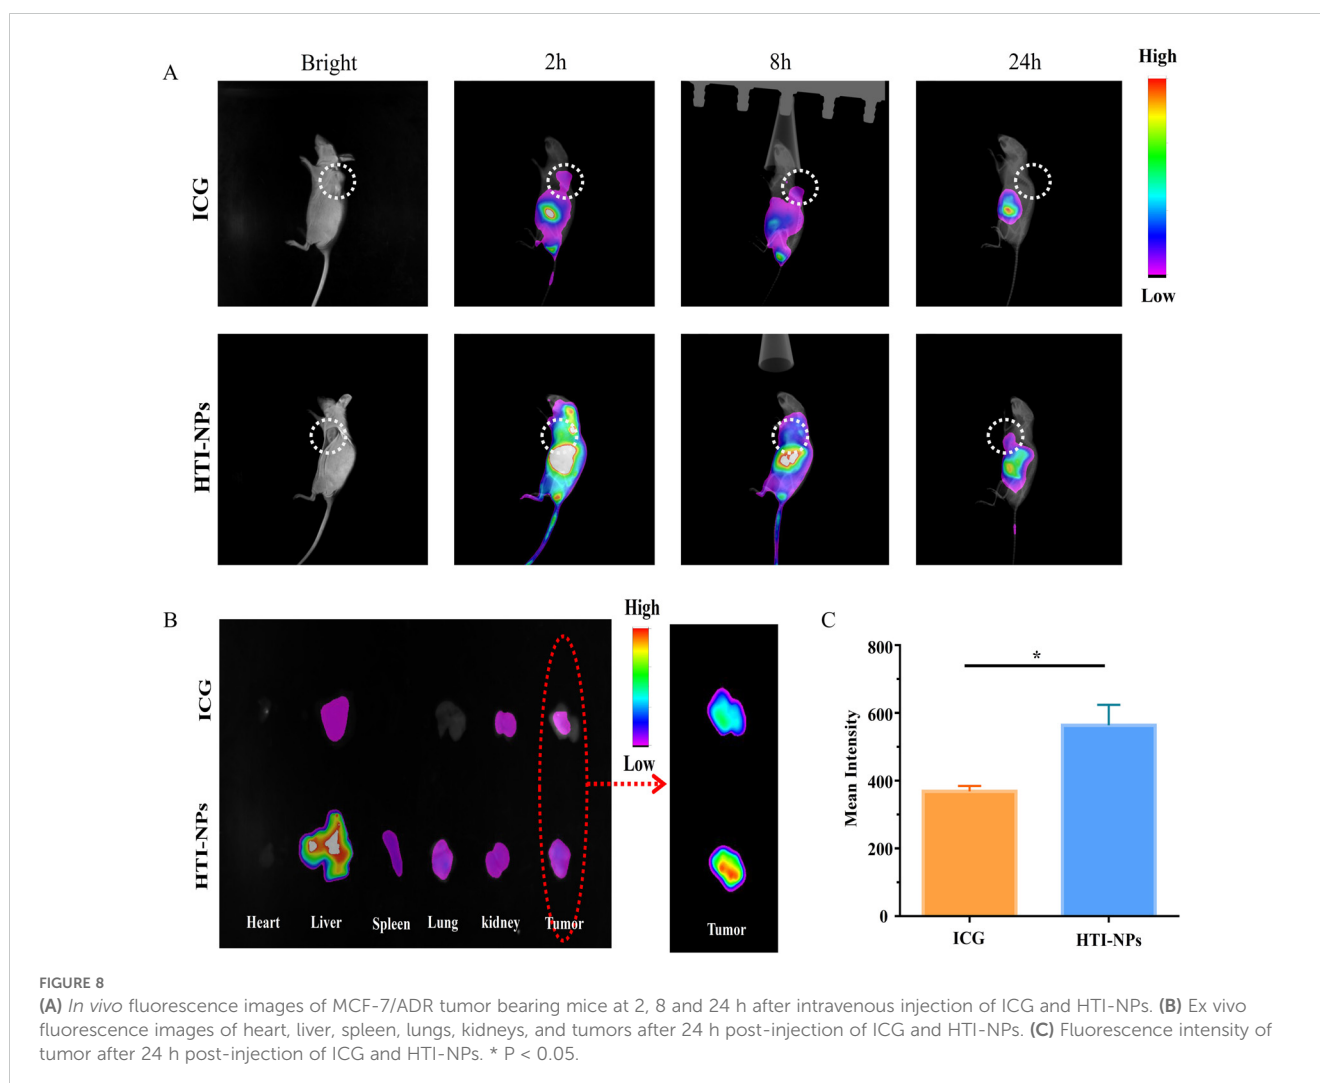 A
Bright 2h 8h 24h
High
Low
ICG
HTI-NPs
B
High
Low
ICG
HTI-NPs
Heart Liver Spleen Lung kidney Tumor
Tumor
C
*
Mean Intensity
800
600
400
200
0
ICG HTI-NPs
FIGURE 8
(A) In vivo fluorescence images of MCF-7/ADR tumor bearing mice at 2, 8 and 24 h after intravenous injection of ICG and HTI-NPs. (B) Ex vivo
fluorescence images of heart, liver, spleen, lungs, kidneys, and tumors after 24 h post-injection of ICG and HTI-NPs. (C) Fluorescence intensity of
tumor after 24 h post-injection of ICG and HTI-NPs. * P < 0.05.